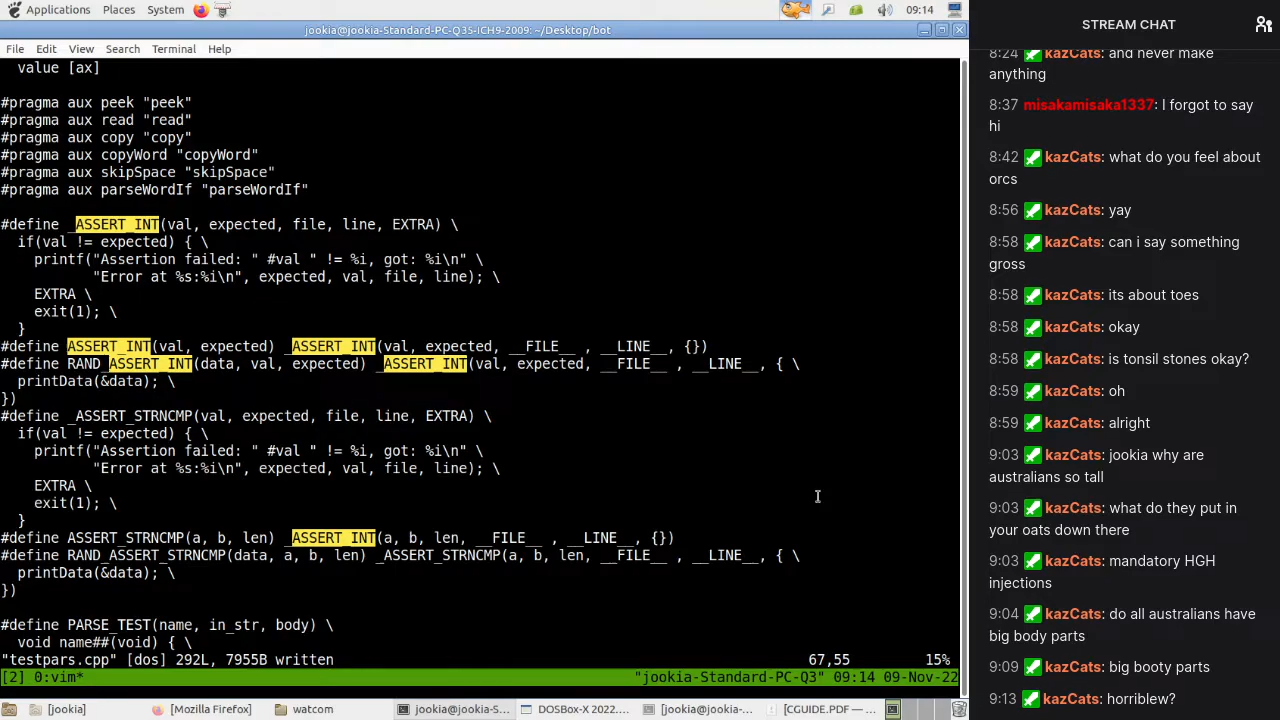 Applications Places System 09:14
jookia@jookia-Standard-PC-Q35-ICH9-2009: ~/Desktop/bot
File Edit View Search Terminal Help
value [ax]
#pragma aux peek "peek"
#pragma aux read "read"
#pragma aux copy "copy"
#pragma aux copyWord "copyWord"
#pragma aux skipSpace "skipSpace"
#pragma aux parseWordIf "parseWordIf"
#define _ASSERT_INT(val, expected, file, line, EXTRA) \
if(val != expected) { \
printf("Assertion failed: " #val " != %i, got: %i\n" \
"Error at %s:%i\n", expected, val, file, line); \
EXTRA \
exit(1); \
}
#define ASSERT_INT(val, expected) _ASSERT_INT(val, expected, __FILE__ , __LINE__, {})
#define RAND_ASSERT_INT(data, val, expected) _ASSERT_INT(val, expected, __FILE__ , __LINE__, { \
printData(&data); \
})
#define _ASSERT_STRNCMP(val, expected, file, line, EXTRA) \
if(val != expected) { \
printf("Assertion failed: " #val " != %i, got: %i\n" \
"Error at %s:%i\n", expected, val, file, line); \
EXTRA \
exit(1); \
}
#define ASSERT_STRNCMP(a, b, len) _ASSERT_INT(a, b, len, __FILE__ , __LINE__, {})
#define RAND_ASSERT_STRNCMP(data, a, b, len) _ASSERT_STRNCMP(a, b, len, __FILE__ , __LINE__, { \
printData(&data); \
})
#define PARSE_TEST(name, in_str, body) \
void name##(void) { \
"testpars.cpp" [dos] 292L, 7955B written 67,55 15%
[2] 0:vim* "jookia-Standard-PC-Q3" 09:14 09-Nov-22
[jookia] [Mozilla Firefox] watcom jookia@jookia-S... DOSBox-X 2022.... [jookia@jookia-... [CGUIDE.PDF — ...
STREAM CHAT
8:24 kazCats: and never make
anything
8:37 misakamisaka1337: I forgot to say
hi
8:42 kazCats: what do you feel about
orcs
8:56 kazCats: yay
8:58 kazCats: can i say something
gross
8:58 kazCats: its about toes
8:58 kazCats: okay
8:58 kazCats: is tonsil stones okay?
8:59 kazCats: oh
8:59 kazCats: alright
9:03 kazCats: jookia why are
australians so tall
9:03 kazCats: what do they put in
your oats down there
9:03 kazCats: mandatory HGH
injections
9:04 kazCats: do all australians have
big body parts
9:09 kazCats: big booty parts
9:13 kazCats: horriblew?